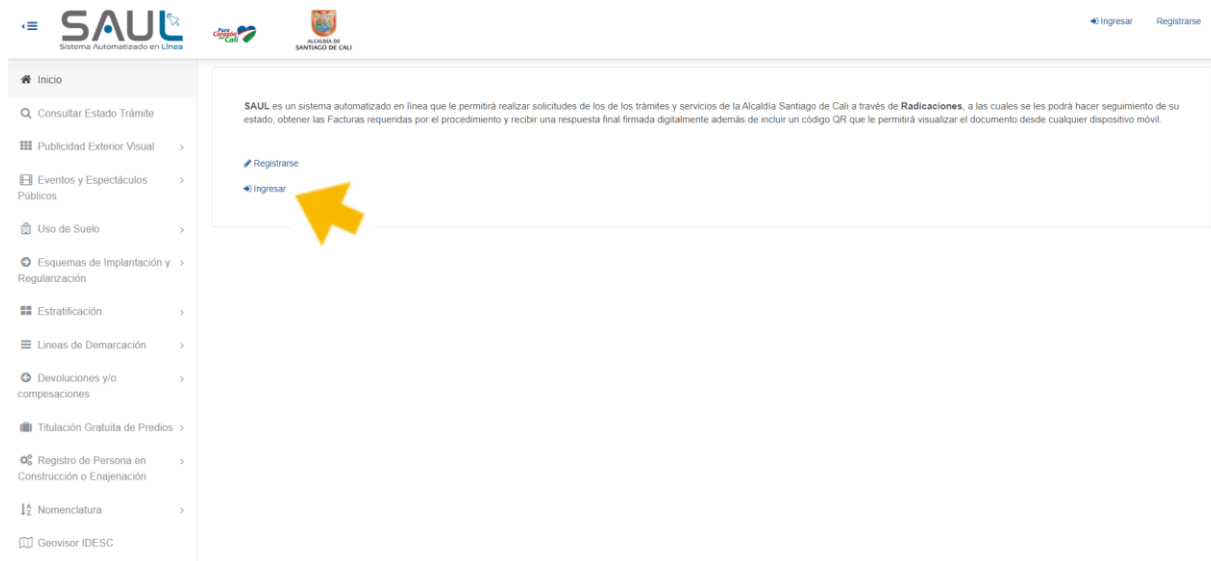 SAUL
Sistema Automatizado en Línea
Puro
Corazón
por Cali
ALCALDÍA DE
SANTIAGO DE CALI
Ingresar Registrarse
Inicio
Consultar Estado Trámite
Publicidad Exterior Visual
Eventos y Espectáculos
Públicos
Uso de Suelo
Esquemas de Implantación y
Regularización
Estratificación
Lineas de Demarcación
Devoluciones y/o
compesaciones
Titulación Gratuita de Predios
Registro de Persona en
Construcción o Enajenación
Nomenclatura
Geovisor IDESC
SAUL es un sistema automatizado en línea que le permitirá realizar solicitudes de los de los trámites y servicios de la Alcaldía Santiago de Cali a través de Radicaciones, a las cuales se les podrá hacer seguimiento de su
estado, obtener las Facturas requeridas por el procedimiento y recibir una respuesta final firmada digitalmente además de incluir un código QR que le permitirá visualizar el documento desde cualquier dispositivo móvil.
Registrarse
Ingresar